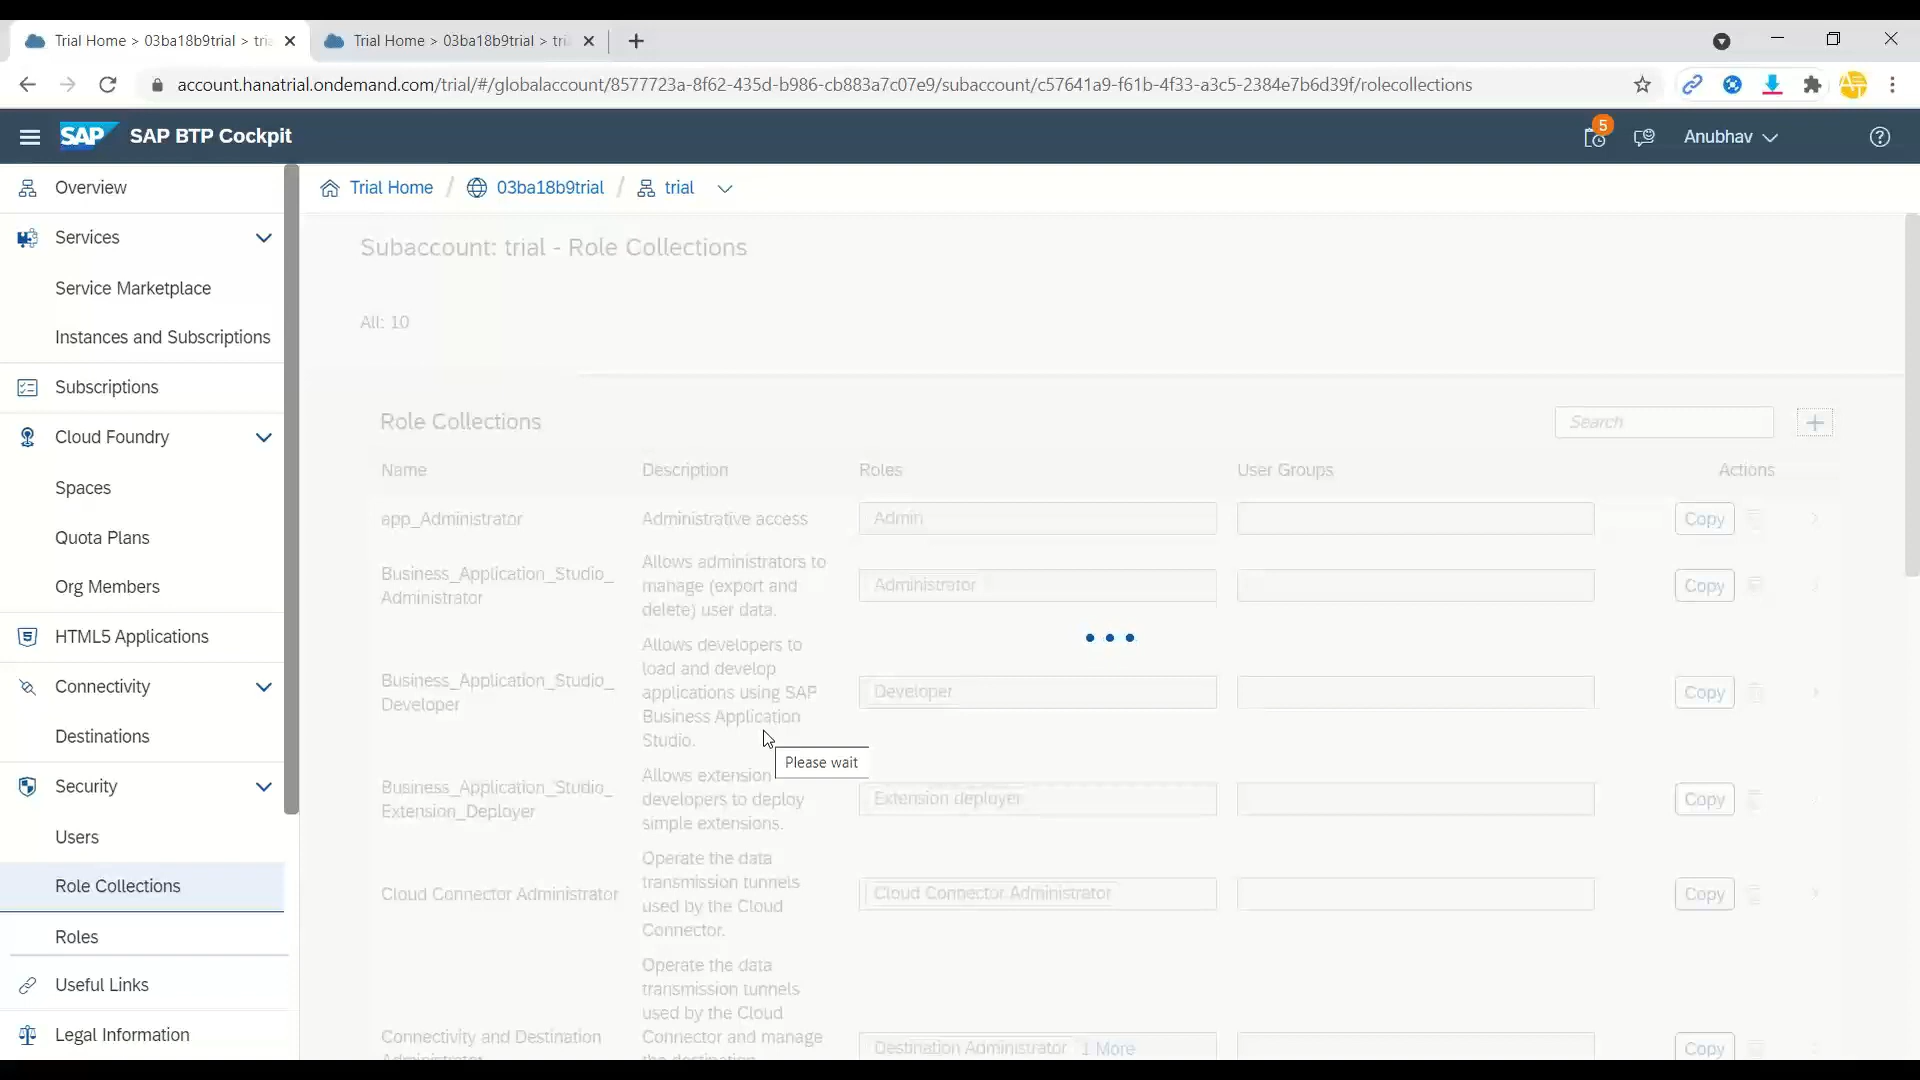 Trial Home > 03ba18b9trial > tri
Trial Home > 03ba18b9trial > tri
account.hanatrial.ondemand.com/trial/#/globalaccount/8577723a-8f62-435d-b986-cb883a7c07e9/subaccount/c57641a9-f61b-4f33-a3c5-2384e7b6d39f/rolecollections
SAP SAP BTP Cockpit
5
Anubhav
Overview
Services
Service Marketplace
Instances and Subscriptions
Subscriptions
Cloud Foundry
Spaces
Quota Plans
Org Members
HTML5 Applications
Connectivity
Destinations
Security
Users
Role Collections
Roles
Useful Links
Legal Information
Trial Home / 03ba18b9trial / trial
Subaccount: trial - Role Collections
All: 10
Role Collections
Search
Name Description Roles User Groups Actions
app_Administrator Administrative access Admin Copy
Business_Application_Studio_
Administrator
Allows administrators to
manage (export and
delete) user data.
Administrator
Copy
Business_Application_Studio_
Developer
Allows developers to
load and develop
applications using SAP
Business Application
Studio.
Developer
Copy
Please wait
Business_Application_Studio_
Extension_Deployer
Allows extension
developers to deploy
simple extensions.
Extension deployer
Copy
Cloud Connector Administrator
Operate the data
transmission tunnels
used by the Cloud
Connector.
Cloud Connector Administrator
Copy
Connectivity and Destination
Administrator
Operate the data
transmission tunnels
used by the Cloud
Connector and manage
the destination
Destination Administrator 1 More
Copy